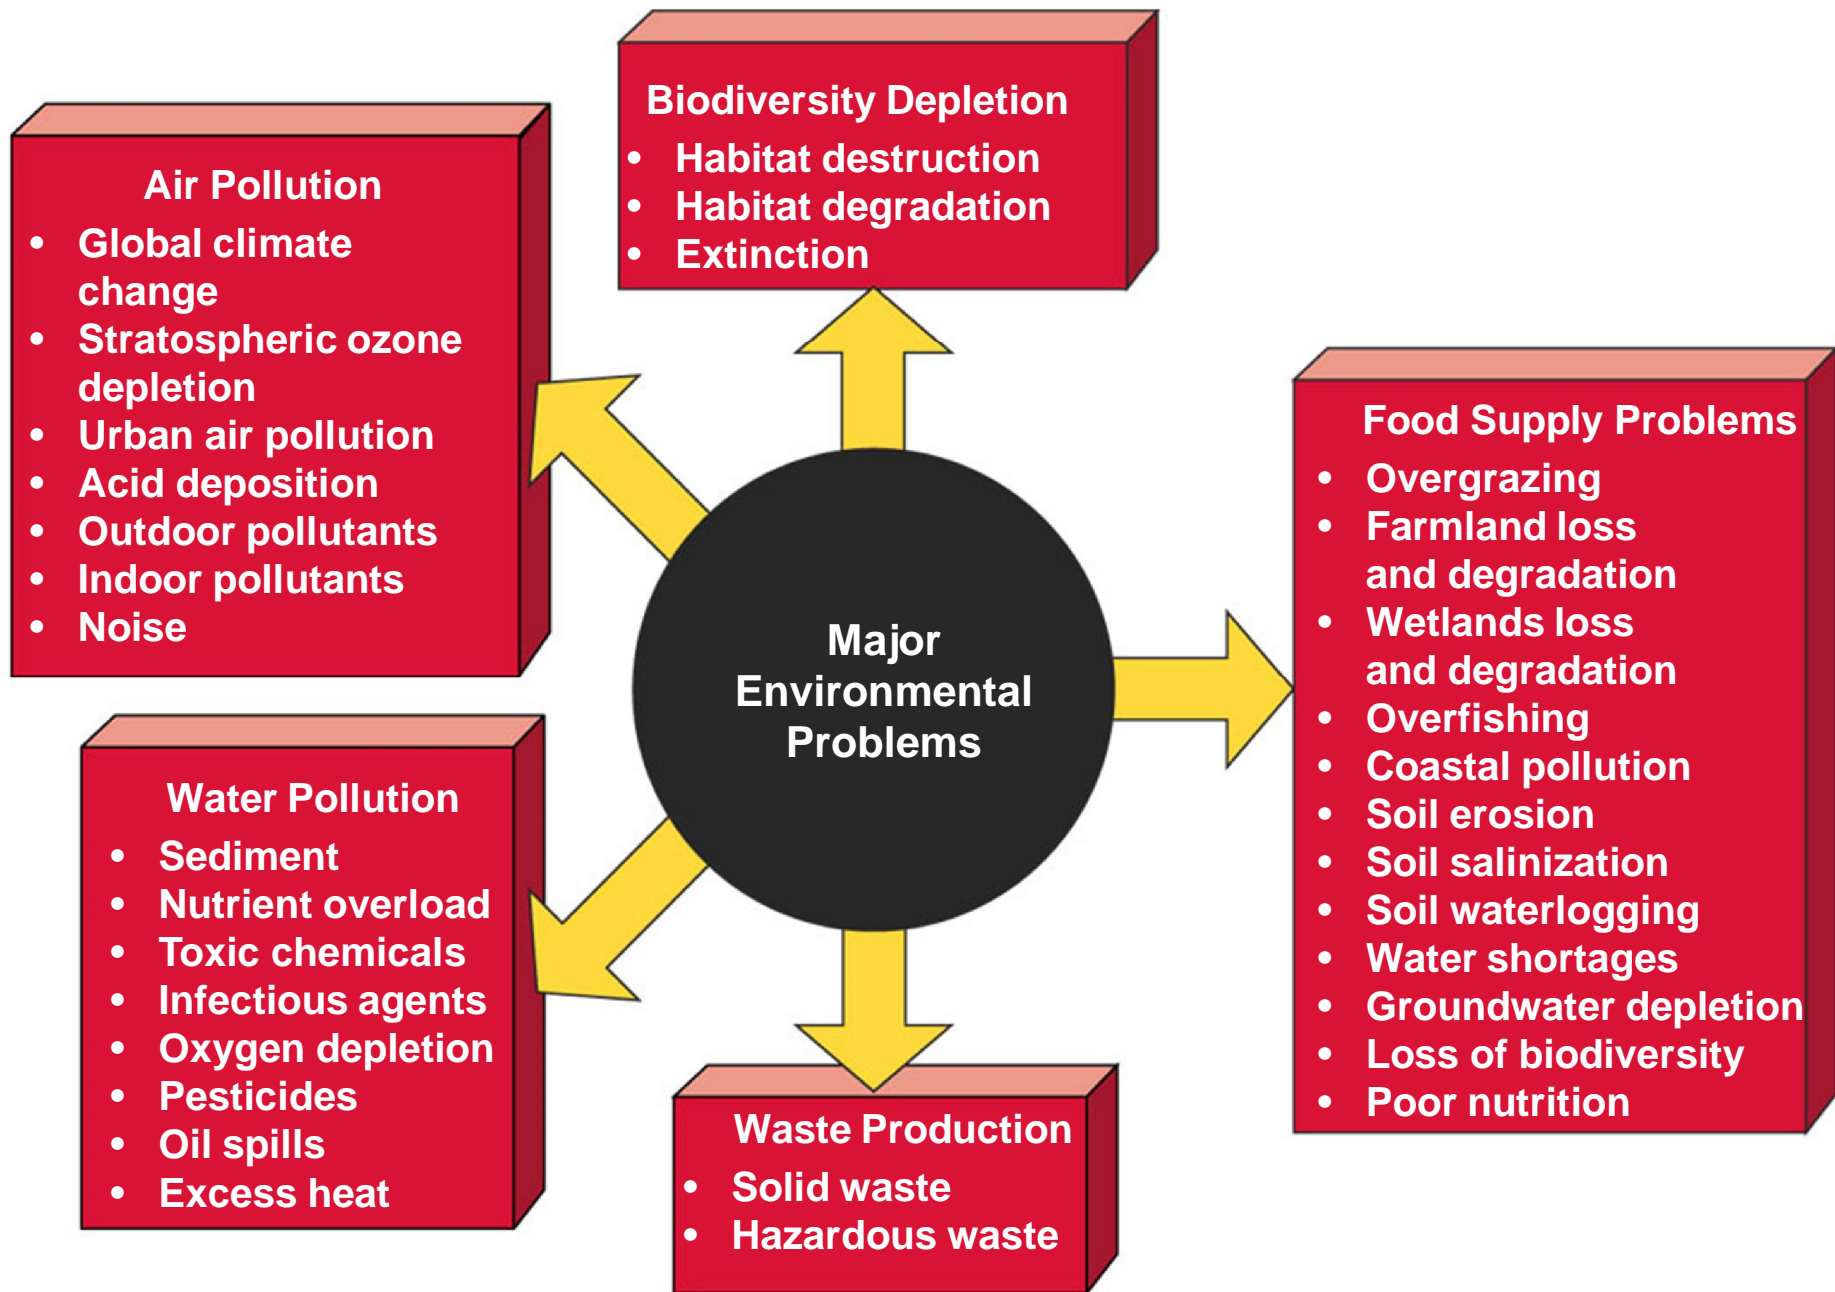 Biodiversity Depletion
• Habitat destruction
• Habitat degradation
• Extinction
Air Pollution
• Global climate
change
• Stratospheric ozone
depletion
• Urban air pollution
• Acid deposition
• Outdoor pollutants
• Indoor pollutants
• Noise
Major
Environmental
Problems
Food Supply Problems
• Overgrazing
• Farmland loss
and degradation
• Wetlands loss
and degradation
• Overfishing
• Coastal pollution
• Soil erosion
• Soil salinization
• Soil waterlogging
• Water shortages
• Groundwater depletion
• Loss of biodiversity
• Poor nutrition
Water Pollution
• Sediment
• Nutrient overload
• Toxic chemicals
• Infectious agents
• Oxygen depletion
• Pesticides
• Oil spills
• Excess heat
Waste Production
• Solid waste
• Hazardous waste